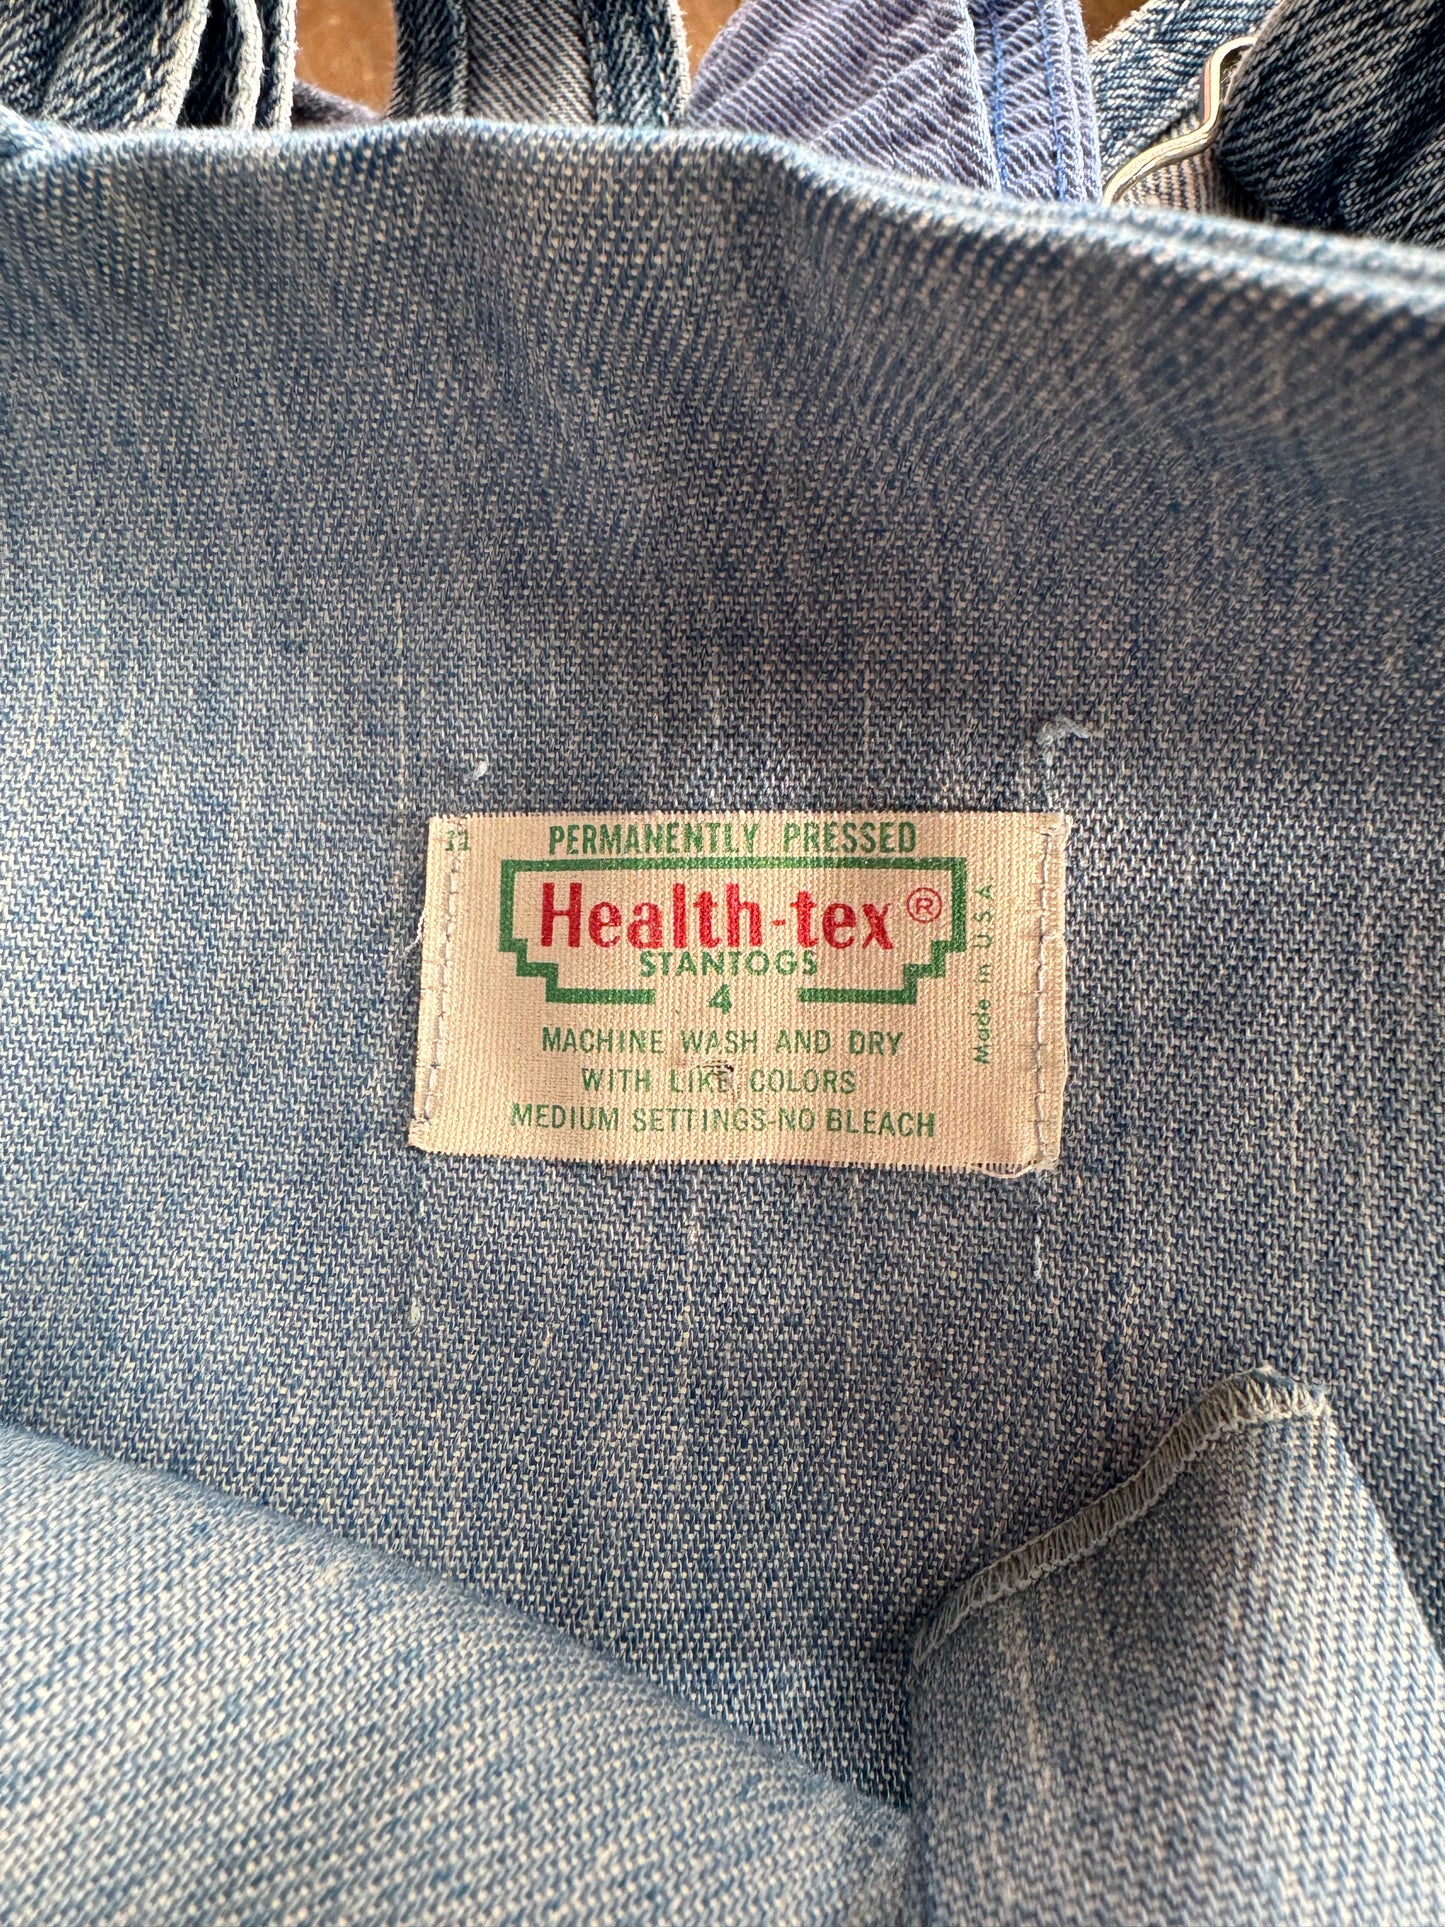 PERMANENTLY PRESSED
Health-tex®
STANTOGS
4
MACHINE WASH AND DRY
WITH LIKE COLORS
MEDIUM SETTINGS-NO BLEACH
Made in U.S.A.